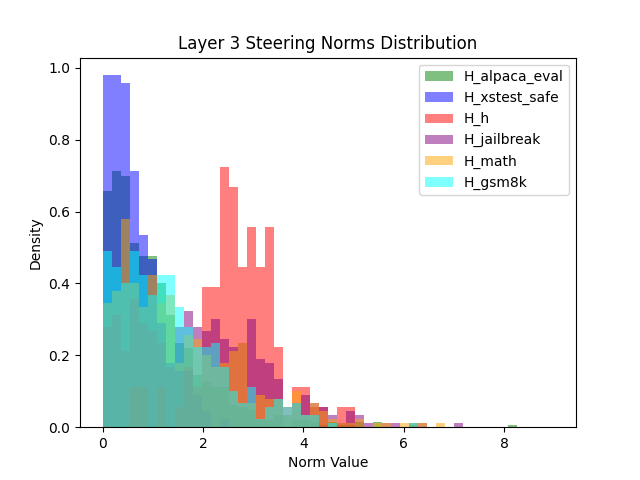 Layer 3 Steering Norms Distribution
H_alpaca_eval
H_xstest_safe
H_h
H_jailbreak
H_math
H_gsm8k
1.0
0.8
0.6
0.4
0.2
0.0
Density
0
2
4
6
8
Norm Value